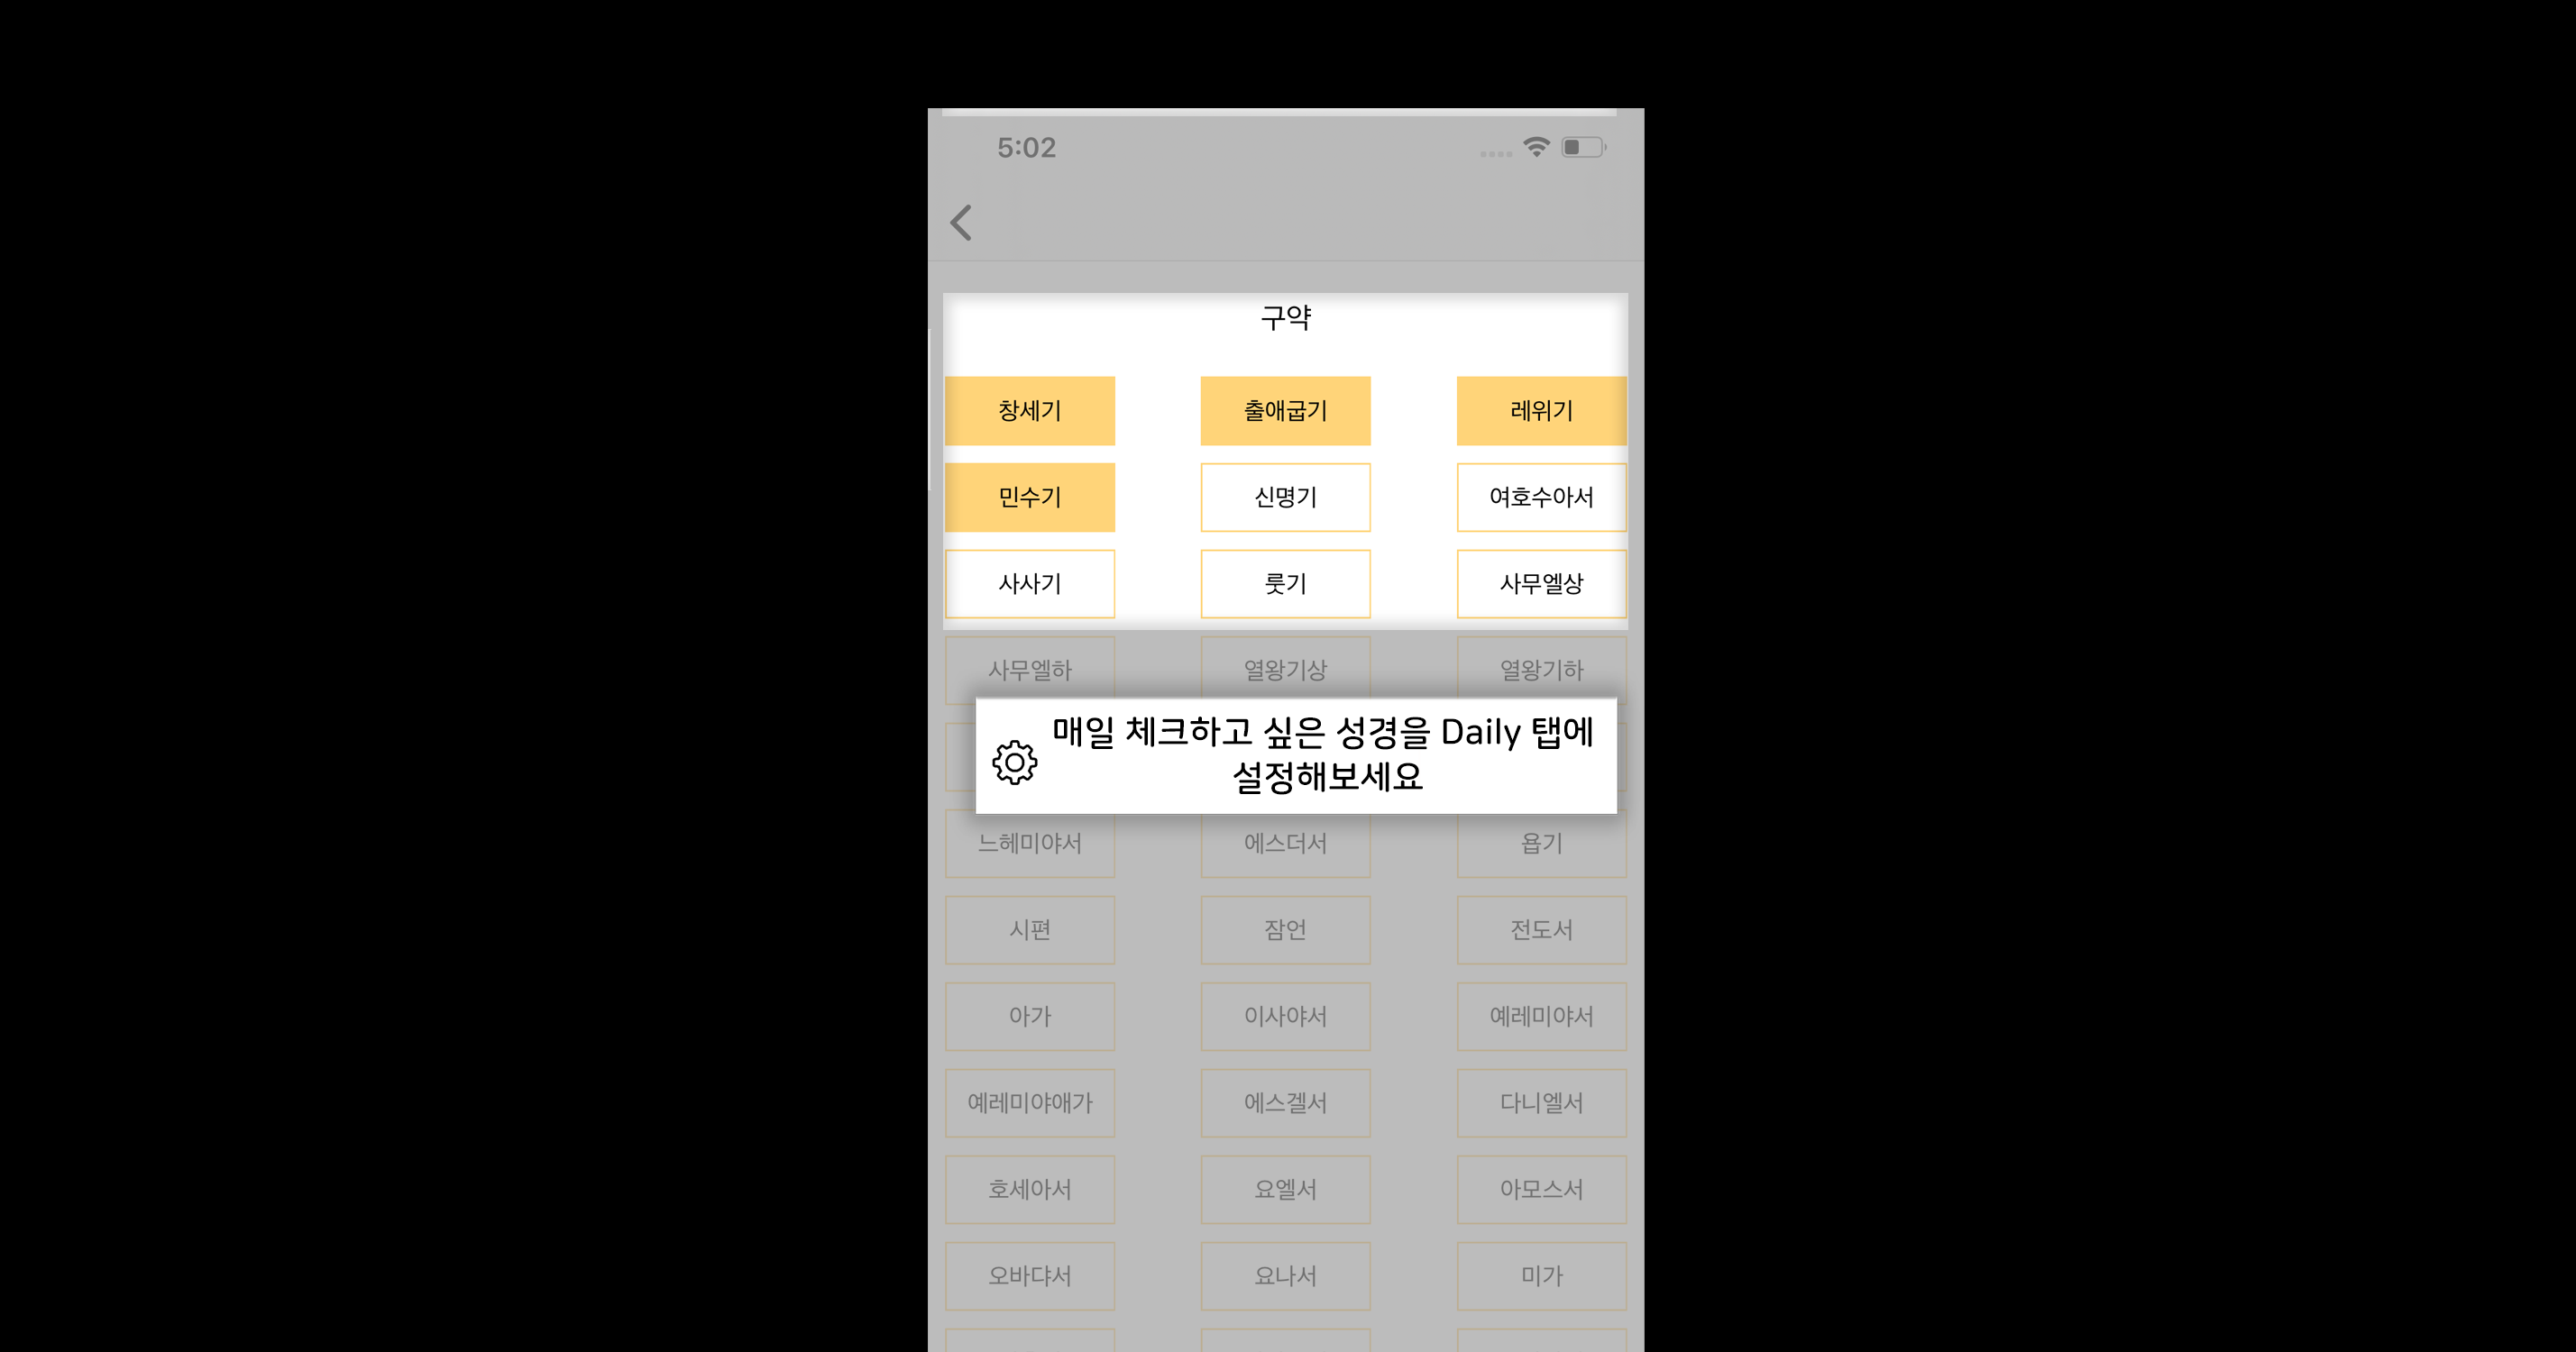 5:02
구약
창세기 출애굽기 레위기
민수기 신명기 여호수아서
사사기 룻기 사무엘상
사무엘하 열왕기상 열왕기하
매일 체크하고 싶은 성경을 Daily 탭에
설정해보세요
느헤미야서 에스더서 욥기
시편 잠언 전도서
아가 이사야서 예레미야서
예레미야애가 에스겔서 다니엘서
호세아서 요엘서 아모스서
오바댜서 요나서 미가